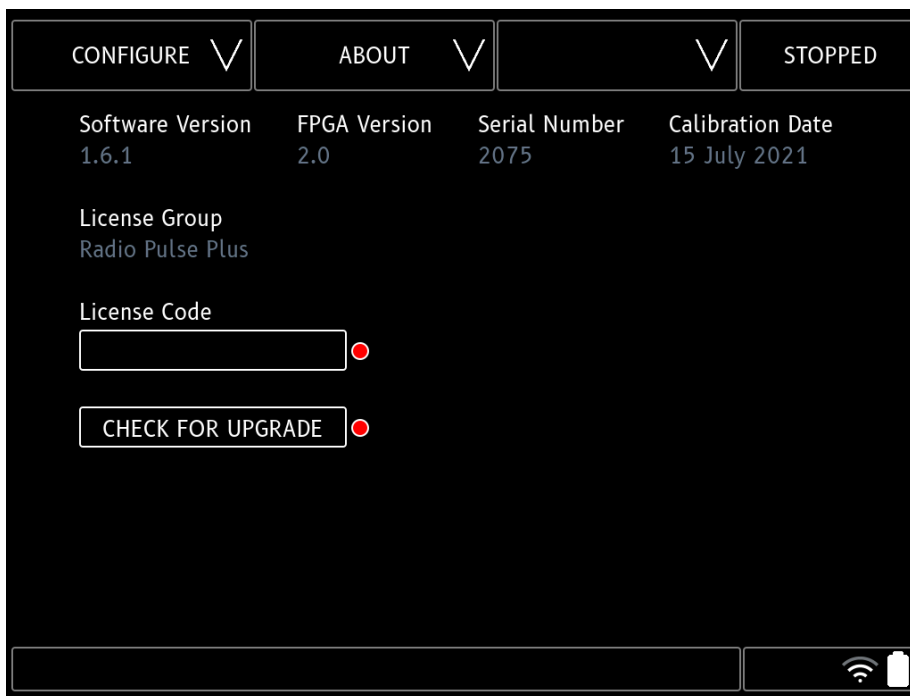 CONFIGURE ABOUT STOPPED
Software Version FPGA Version Serial Number Calibration Date
1.6.1 2.0 2075 15 July 2021
License Group
Radio Pulse Plus
License Code
CHECK FOR UPGRADE